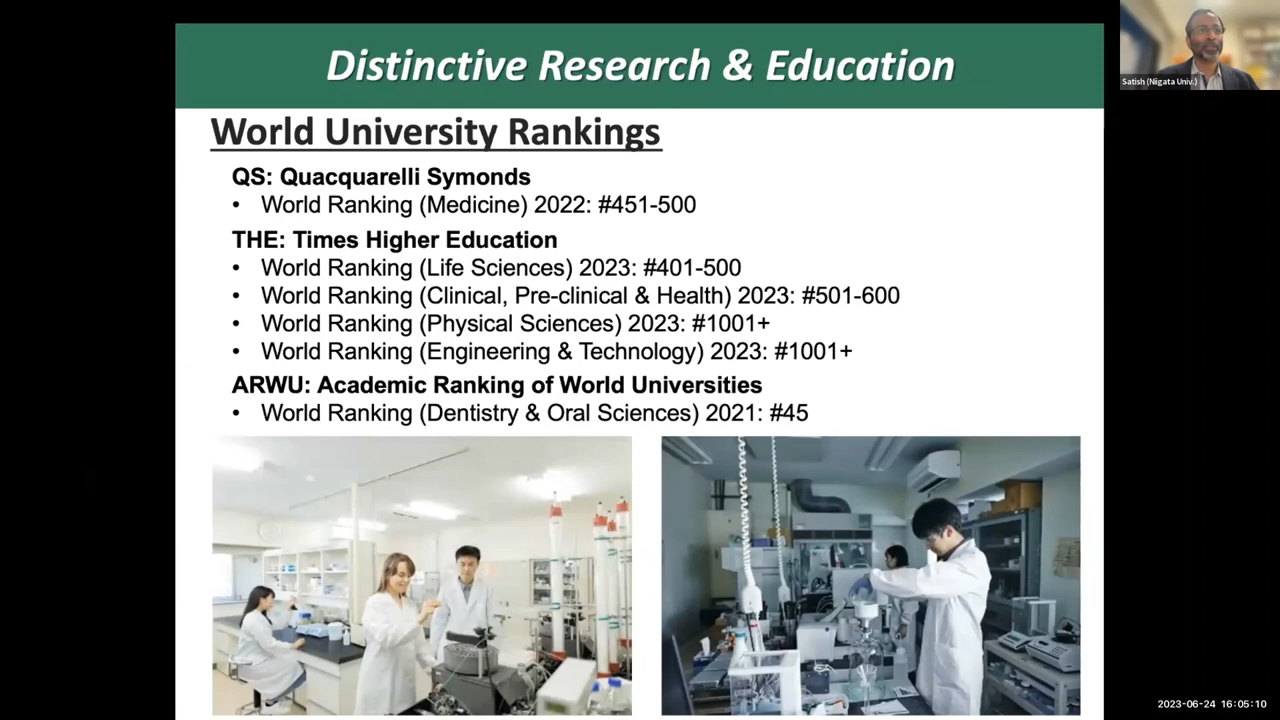 Distinctive Research & Education
World University Rankings
QS: Quacquarelli Symonds
• World Ranking (Medicine) 2022: #451-500
THE: Times Higher Education
• World Ranking (Life Sciences) 2023: #401-500
• World Ranking (Clinical, Pre-clinical & Health) 2023: #501-600
• World Ranking (Physical Sciences) 2023: #1001+
• World Ranking (Engineering & Technology) 2023: #1001+
ARWU: Academic Ranking of World Universities
• World Ranking (Dentistry & Oral Sciences) 2021: #45
Satish (Niigata Univ.)
2023-06-24 16:05:10